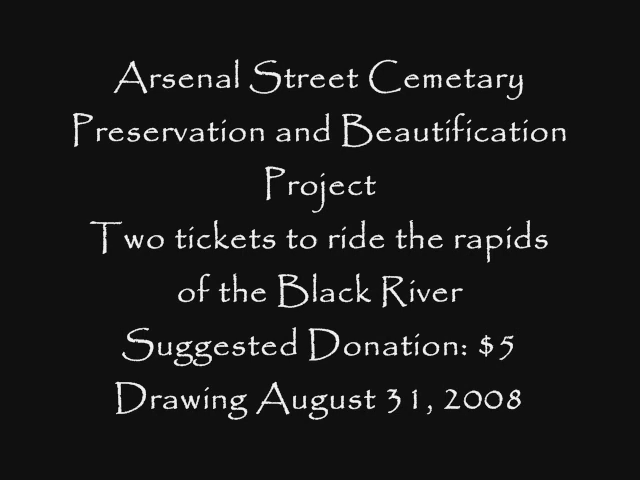 Arsenal Street Cemetary
Preservation and Beautification
Project
Two tickets to ride the rapids
of the Black River
Suggested Donation: $5
Drawing August 31, 2008